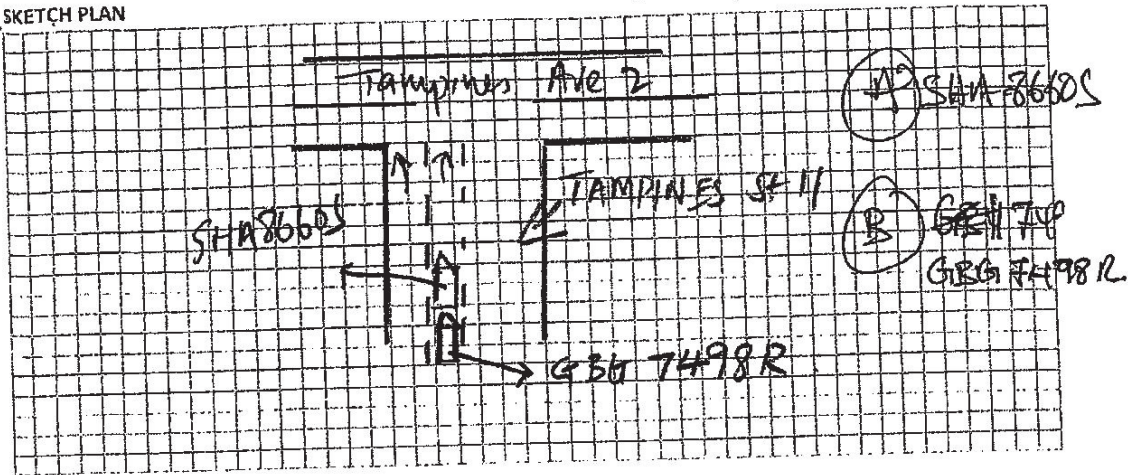 SKETCH PLAN
Tampines Ave 2
A SHA 8660S
TAMPINES St 11
SHA8660S
B
GBG 7498R
GBG 7498R